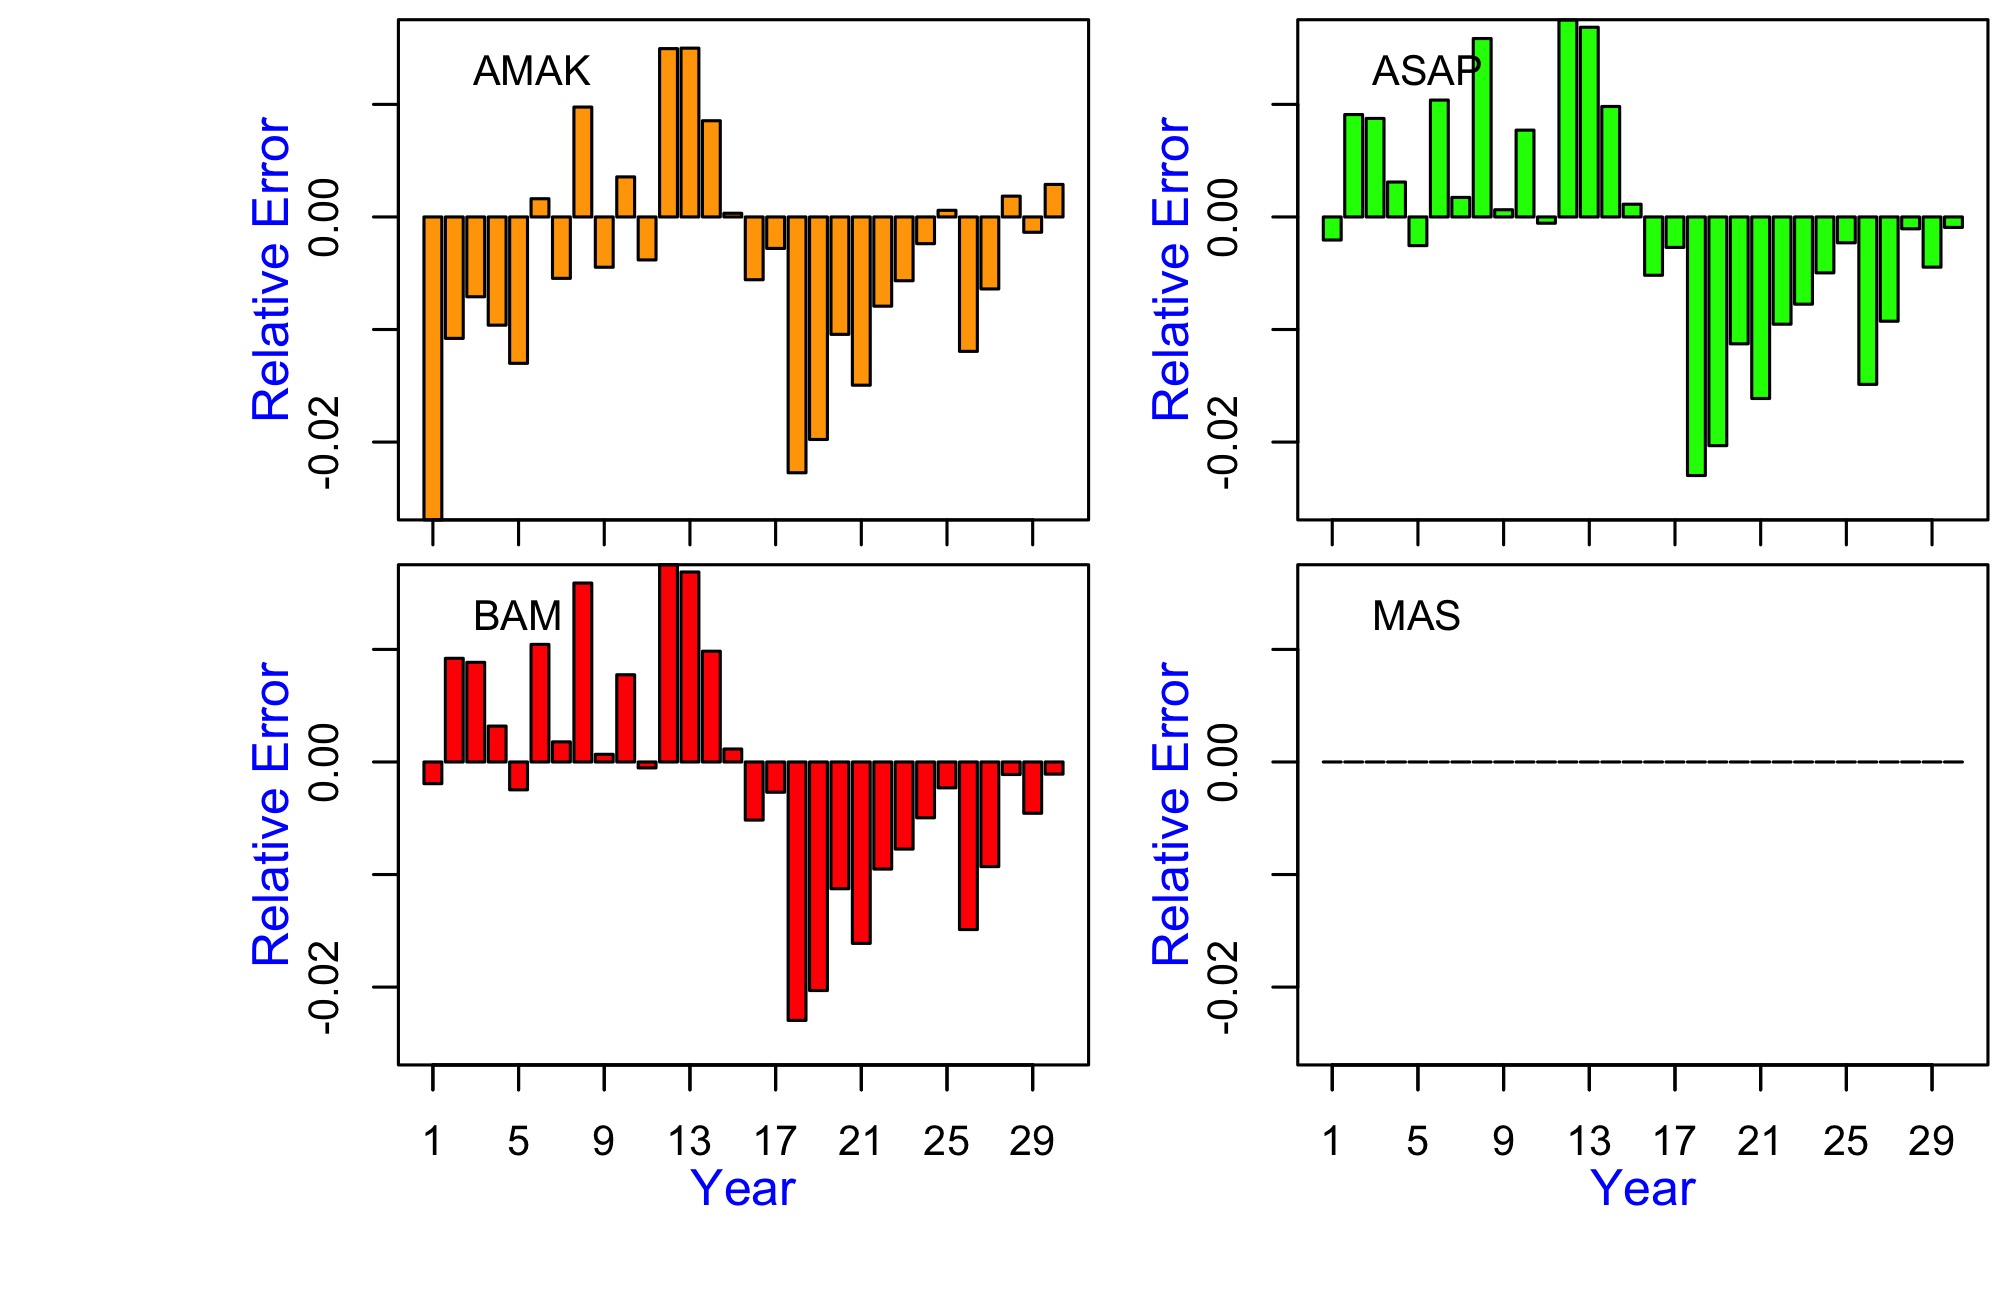 AMAK
Relative Error
0.00
-0.02
ASAP
Relative Error
0.00
-0.02
BAM
Relative Error
0.00
-0.02
1 5 9 13 17 21 25 29
Year
MAS
Relative Error
0.00
-0.02
1 5 9 13 17 21 25 29
Year